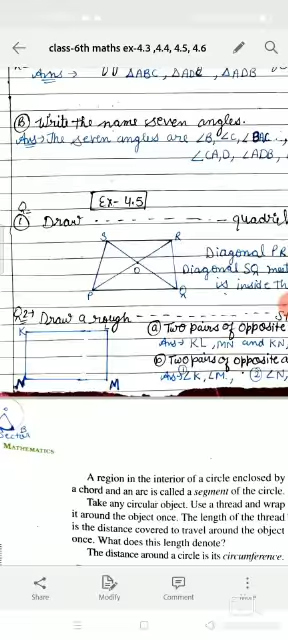 class-6th maths ex-4.3 ,4.4, 4.5, 4.6
Ans → ΔABC, ΔADC, ΔADB
(B) Write the name seven angles.
Ans → The seven angles are ∠B, ∠C, ∠BAC
∠CAD, ∠ADB,
Ex- 4.5
Q
① Draw - - - - - - - - - quadril
S R
Diagonal PR
O
Diagonal SQ meet
is inside Th
P Q
Q2→ Draw a rough - - - - - - - - -
(a) Two pairs of opposite
K L
Ans → KL, MN and KN,
(b) Two pairs of opposite a
Ans → ① ∠K, ∠M, ② ∠N,
N M
B
Sector
MATHEMATICS
A region in the interior of a circle enclosed by
a chord and an arc is called a segment of the circle.
Take any circular object. Use a thread and wrap
it around the object once. The length of the thread
is the distance covered to travel around the object
once. What does this length denote?
The distance around a circle is its circumference.
Share Modify Comment